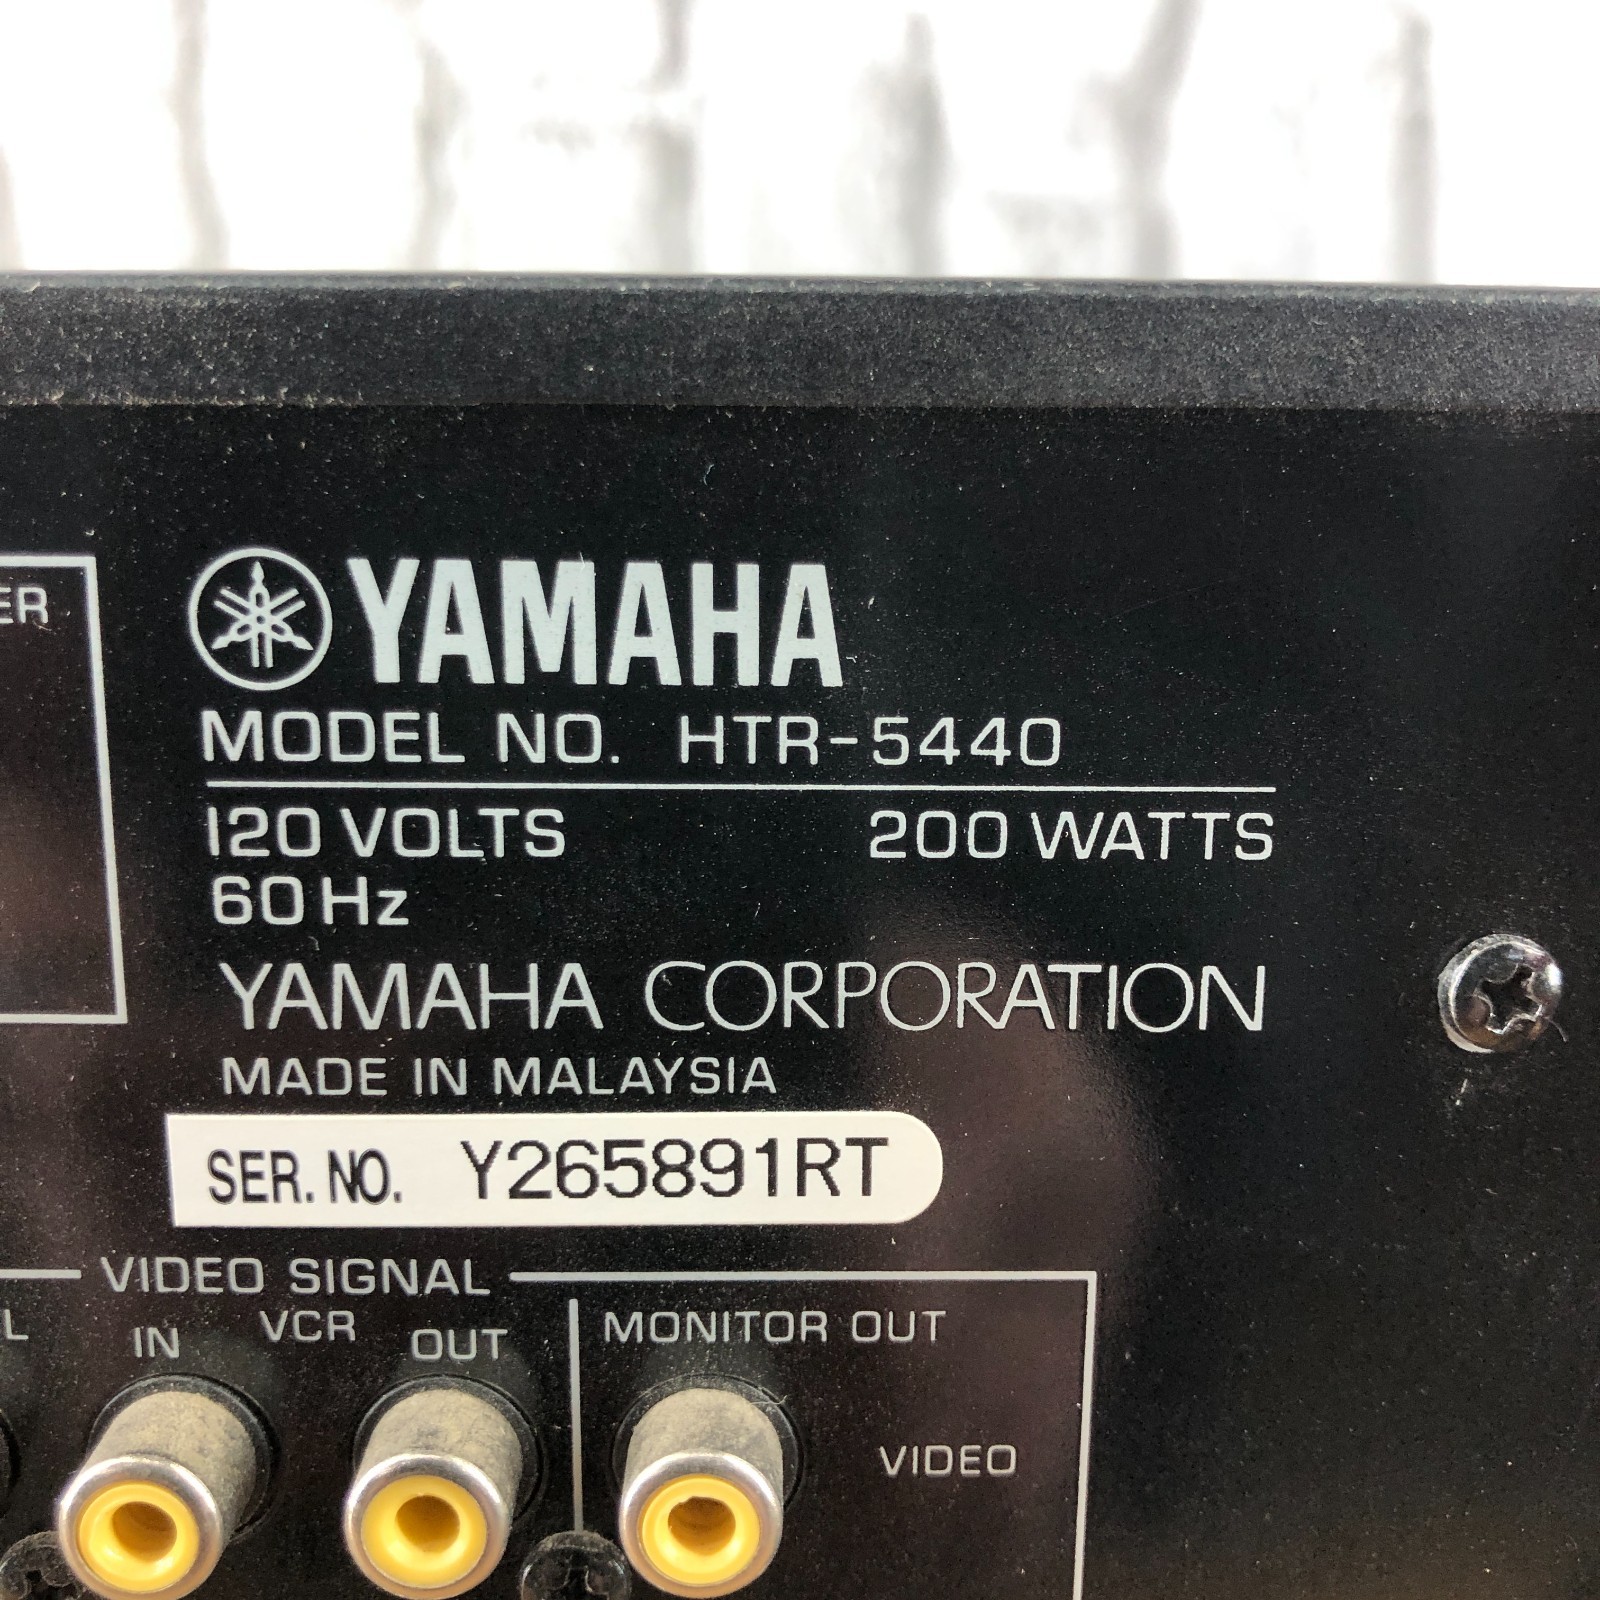 ER
YAMAHA
MODEL NO. HTR-5440
120 VOLTS 200 WATTS
60 Hz
YAMAHA CORPORATION
MADE IN MALAYSIA
SER. NO. Y265891RT
VIDEO SIGNAL
L IN VCR OUT MONITOR OUT
VIDEO